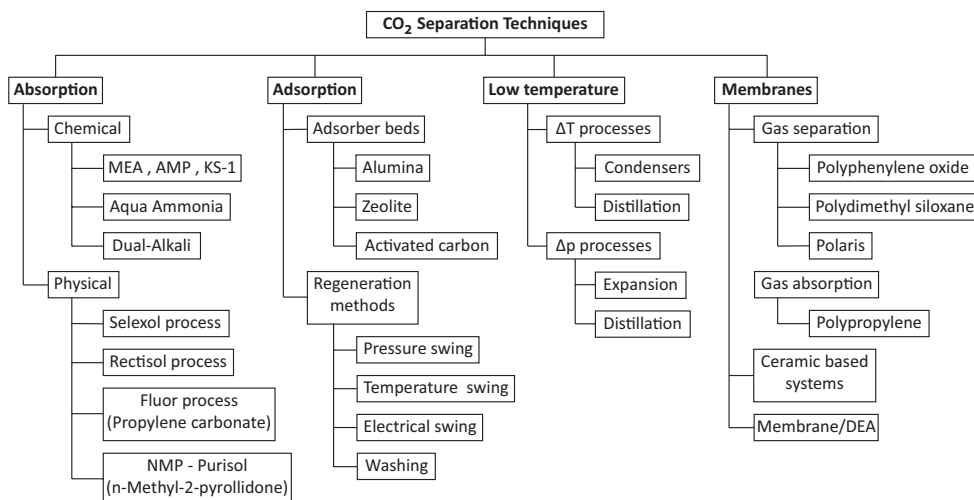 CO₂ Separation Techniques
Absorption
Chemical
MEA , AMP , KS-1
Aqua Ammonia
Dual-Alkali
Physical
Selexol process
Rectisol process
Fluor process
(Propylene carbonate)
NMP - Purisol
(n-Methyl-2-pyrollidone)
Adsorption
Adsorber beds
Alumina
Zeolite
Activated carbon
Regeneration
methods
Pressure swing
Temperature swing
Electrical swing
Washing
Low temperature
ΔT processes
Condensers
Distillation
Δp processes
Expansion
Distillation
Membranes
Gas separation
Polyphenylene oxide
Polydimethyl siloxane
Polaris
Gas absorption
Polypropylene
Ceramic based
systems
Membrane/DEA